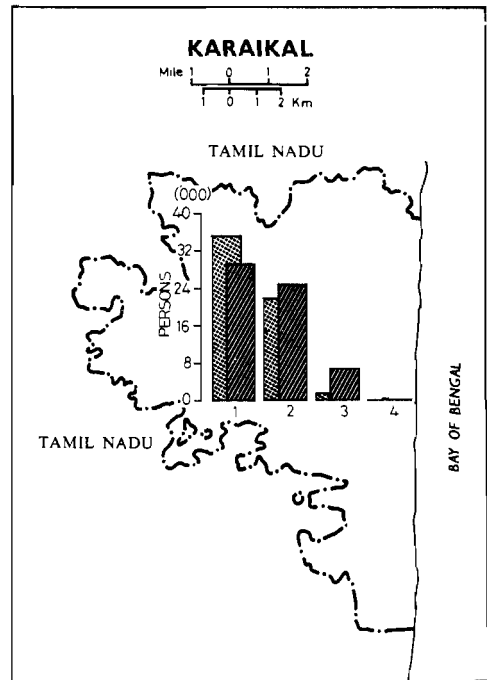 KARAIKAL
Mile 1 0 1 2
1 0 1 2 Km
TAMIL NADU
(000)
40
32
24
16
8
0
PERSONS
1 2 3 4
TAMIL NADU
BAY OF BENGAL